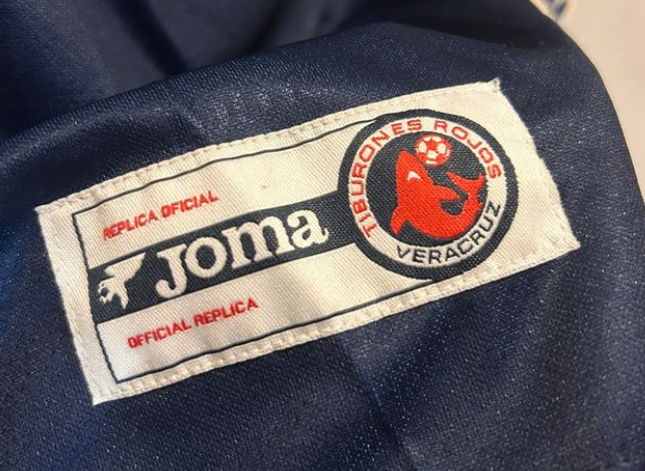 REPLICA OFICIAL
Joma
OFFICIAL REPLICA
TIBURONES ROJOS
VERACRUZ